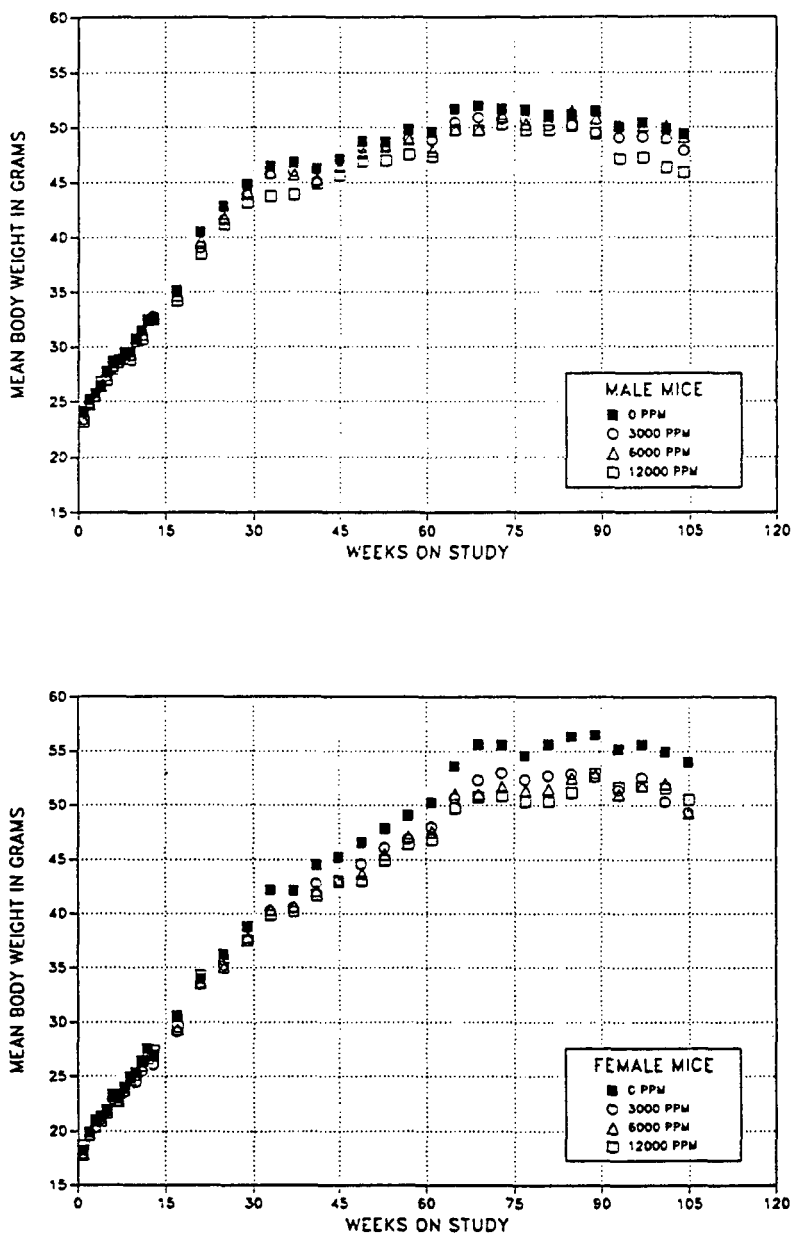 60
55
50
45
40
35
30
25
20
15
MEAN BODY WEIGHT IN GRAMS
MALE MICE
0 PPM
3000 PPM
6000 PPM
12000 PPM
0 15 30 45 60 75 90 105 120
WEEKS ON STUDY
60
55
50
45
40
35
30
25
20
15
MEAN BODY WEIGHT IN GRAMS
FEMALE MICE
0 PPM
3000 PPM
6000 PPM
12000 PPM
0 15 30 45 60 75 90 105 120
WEEKS ON STUDY